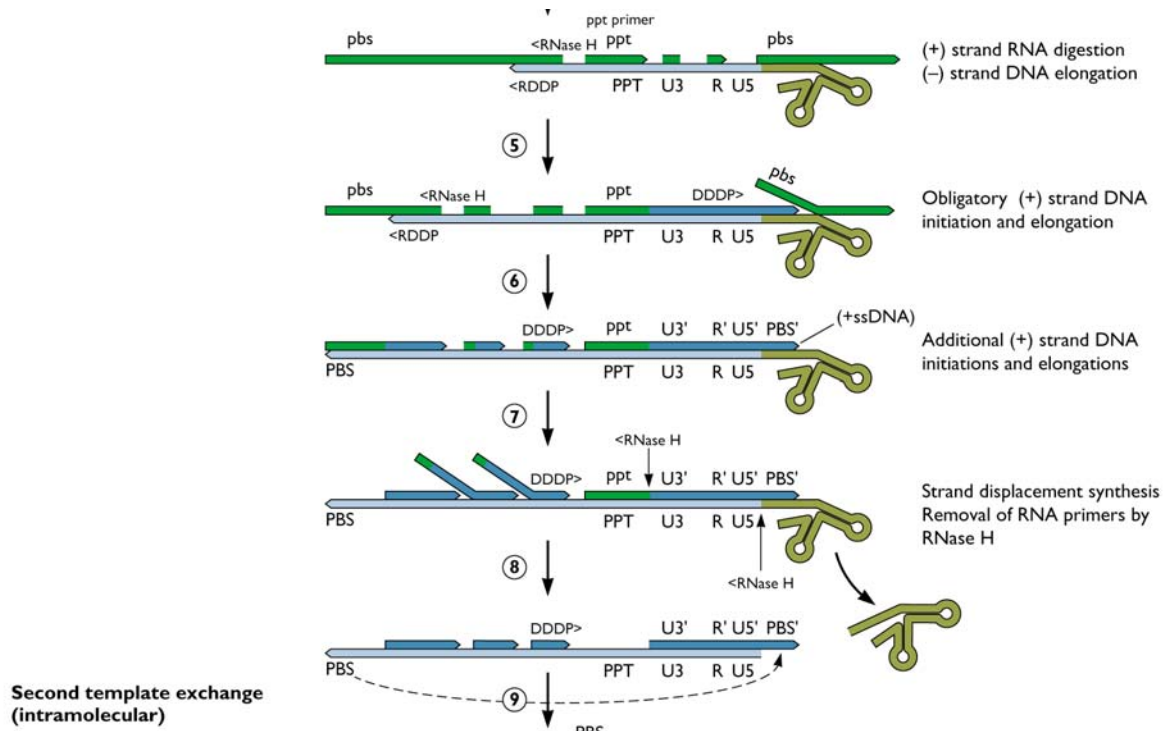 ppt primer
pbs <RNase H ppt pbs
(+) strand RNA digestion
(–) strand DNA elongation
<RDDP PPT U3 R U5
5
pbs <RNase H ppt DDDP> pbs
Obligatory (+) strand DNA
initiation and elongation
<RDDP PPT U3 R U5
6
DDDP> ppt U3' R' U5' PBS' (+ssDNA)
Additional (+) strand DNA
initiations and elongations
PBS PPT U3 R U5
7
<RNase H
DDDP> ppt U3' R' U5' PBS'
Strand displacement synthesis
Removal of RNA primers by
RNase H
PBS PPT U3 R U5
8
<RNase H
DDDP> U3' R' U5' PBS'
PBS PPT U3 R U5
Second template exchange
(intramolecular)
9
PBS